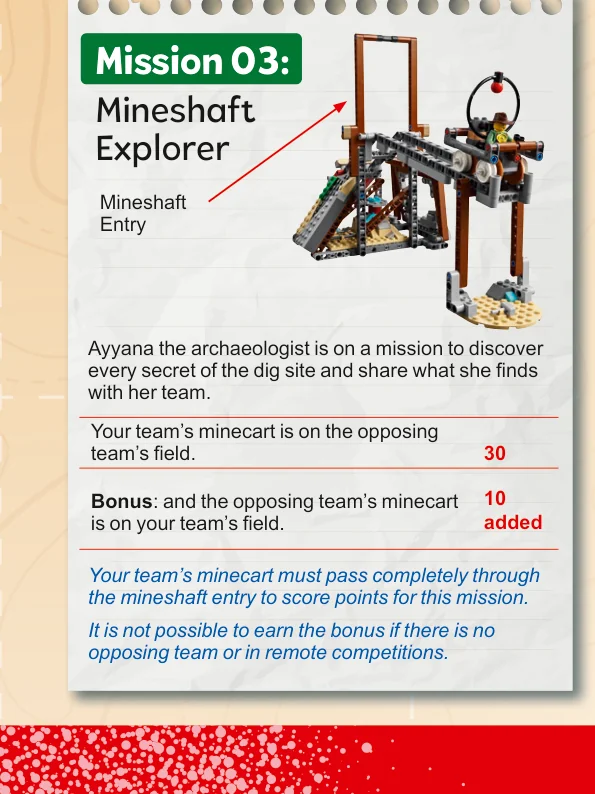 Mission 03:
Mineshaft
Explorer
Mineshaft
Entry
Ayyana the archaeologist is on a mission to discover
every secret of the dig site and share what she finds
with her team.
Your team’s minecart is on the opposing
team’s field.
30
Bonus: and the opposing team’s minecart
is on your team’s field.
10
added
Your team’s minecart must pass completely through
the mineshaft entry to score points for this mission.
It is not possible to earn the bonus if there is no
opposing team or in remote competitions.